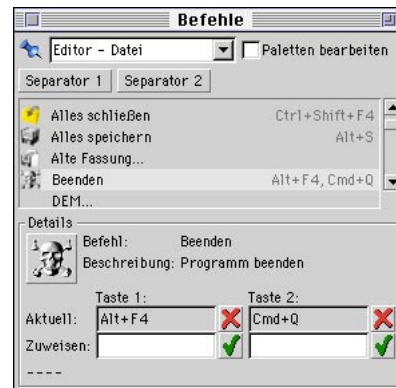 Befehle
Editor - Datei Paletten bearbeiten
Separator 1 Separator 2
Alles schließen Ctrl+Shift+F4
Alles speichern Alt+S
Alte Fassung...
Beenden Alt+F4, Cmd+Q
DEM...
Details
Befehl: Beenden
Beschreibung: Programm beenden
Taste 1: Taste 2:
Aktuell: Alt+F4 Cmd+Q
Zuweisen:
----